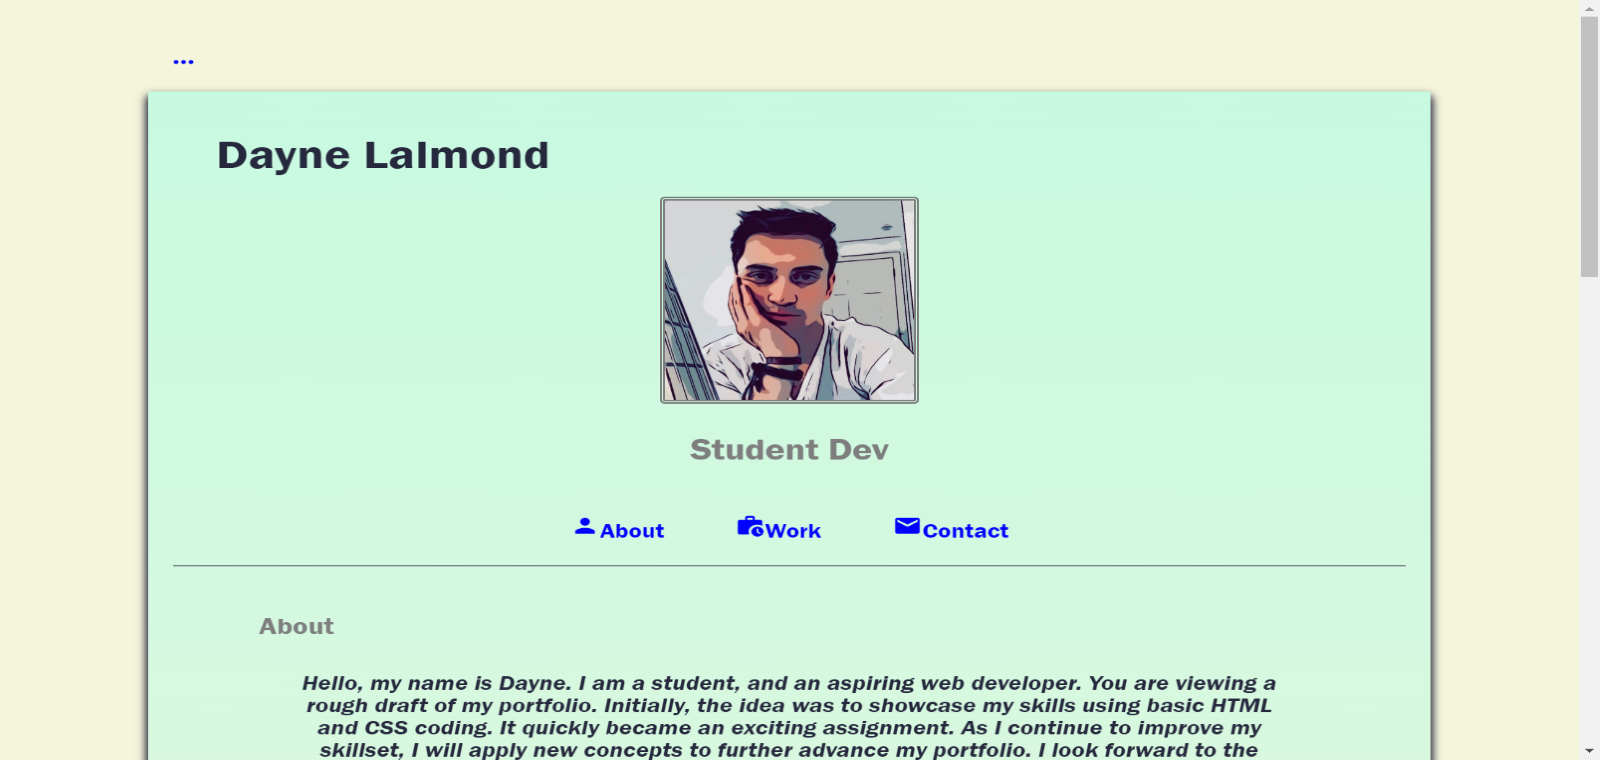 ...
Dayne Lalmond
Student Dev
About Work Contact
About
Hello, my name is Dayne. I am a student, and an aspiring web developer. You are viewing a
rough draft of my portfolio. Initially, the idea was to showcase my skills using basic HTML
and CSS coding. It quickly became an exciting assignment. As I continue to improve my
skillset, I will apply new concepts to further advance my portfolio. I look forward to the